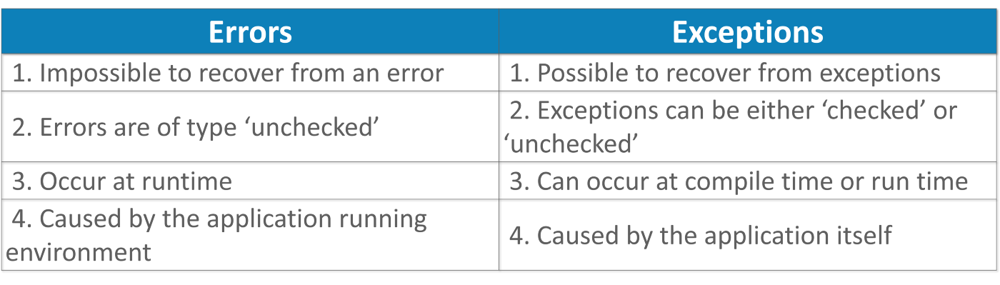 Errors
Exceptions
1. Impossible to recover from an error
1. Possible to recover from exceptions
2. Errors are of type ‘unchecked’
2. Exceptions can be either ‘checked’ or
‘unchecked’
3. Occur at runtime
3. Can occur at compile time or run time
4. Caused by the application running
environment
4. Caused by the application itself